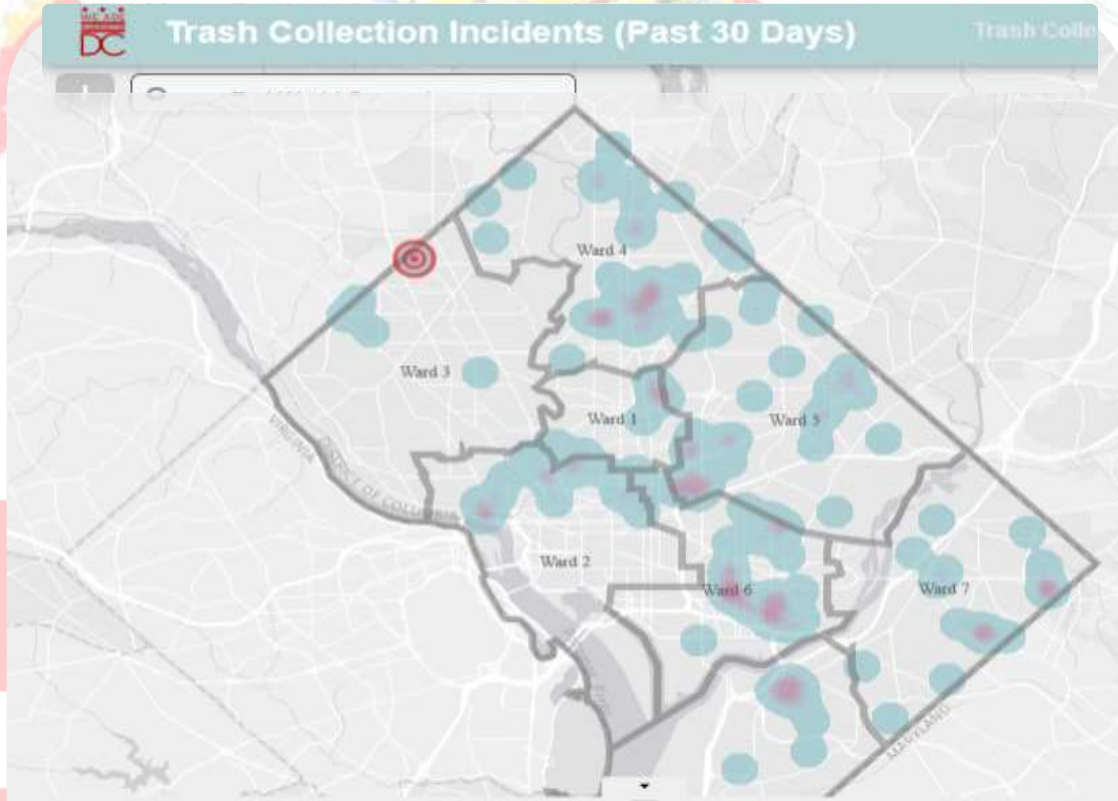 WE ARE
DC
Trash Collection Incidents (Past 30 Days)
Trash Colle
Ward 4
Ward 3
Ward 1
Ward 5
VIRGINIA
DISTRICT OF COLUMBIA
Ward 2
Ward 6
Ward 7
MARYLAND